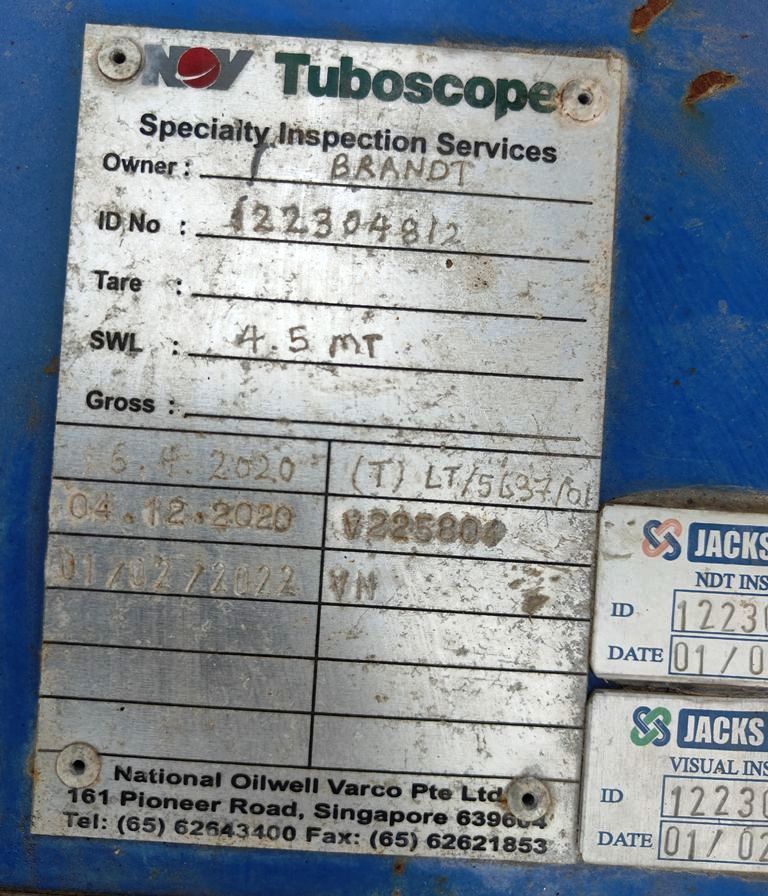 NOV Tuboscope
Specialty Inspection Services
Owner : BRANDT
ID No : 122304812
Tare :
SWL : 4.5 MT
Gross :
6.4.2020 (T) LT/5637/01
04.12.2020
01/02/2022 VN
National Oilwell Varco Pte Ltd
161 Pioneer Road, Singapore
Tel: (65) 62643400 Fax: (65) 62621853
JACKS
NDT INS
ID 1223
DATE 01/0
JACKS
VISUAL INS
ID 1223
DATE 01/02